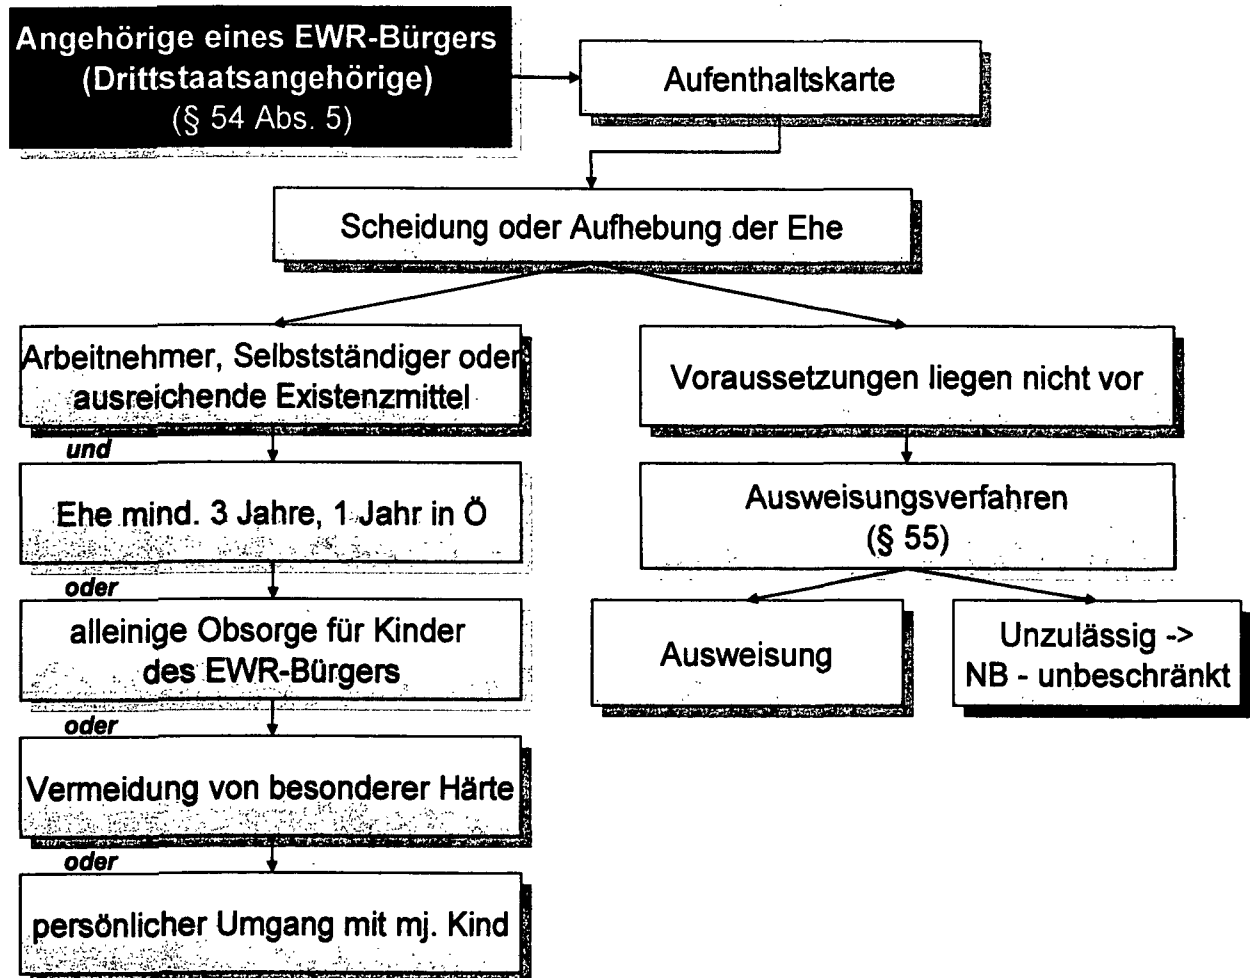 Angehörige eines EWR-Bürgers
(Drittstaatsangehörige)
(§ 54 Abs. 5)
Aufenthaltskarte
Scheidung oder Aufhebung der Ehe
Arbeitnehmer, Selbstständiger oder
ausreichende Existenzmittel
Voraussetzungen liegen nicht vor
und
Ehe mind. 3 Jahre, 1 Jahr in Ö
Ausweisungsverfahren
(§ 55)
oder
alleinige Obsorge für Kinder
des EWR-Bürgers
Ausweisung
Unzulässig ->
NB - unbeschränkt
oder
Vermeidung von besonderer Härte
oder
persönlicher Umgang mit mj. Kind